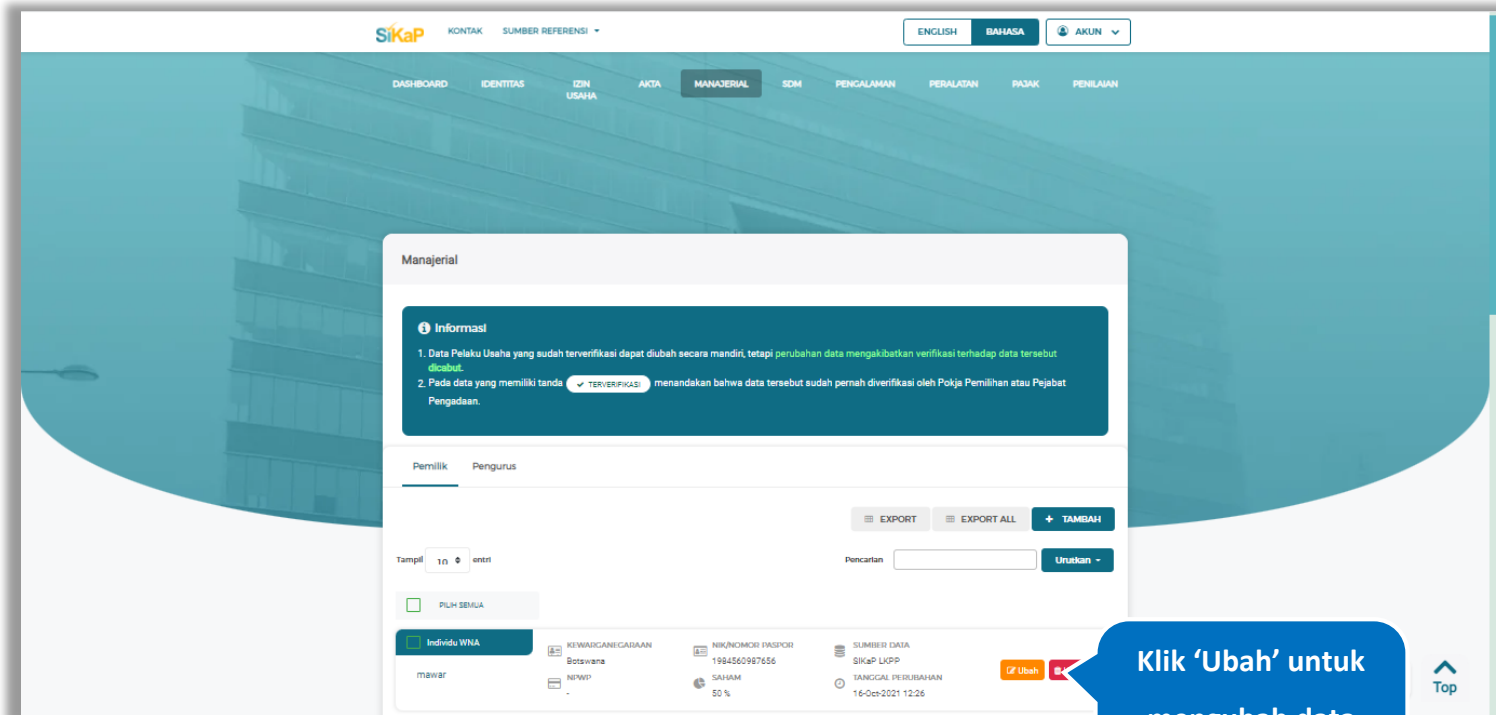 SiKaP KONTAK SUMBER REFERENSI ENGLISH BAHASA AKUN
DASHBOARD IDENTITAS IZIN USAHA AKTA MANAJERIAL SDM PENGALAMAN PERALATAN PAJAK PENILAIAN
Manajerial
Informasi
1. Data Pelaku Usaha yang sudah terverifikasi dapat diubah secara mandiri, tetapi perubahan data mengakibatkan verifikasi terhadap data tersebut
dicabut.
2. Pada data yang memiliki tanda TERVERIFIKASI menandakan bahwa data tersebut sudah pernah diverifikasi oleh Pokja Pemilihan atau Pejabat
Pengadaan.
Pemilik Pengurus
EXPORT EXPORT ALL + TAMBAH
Tampil 10 entri Pencarian Urutkan
PILIH SEMUA
Individu WNA
mawar
KEWARGANEGARAAN
Botswana
NPWP
-
NIK/NOMOR PASPOR
1984560987656
SAHAM
50 %
SUMBER DATA
SIKaP LKPP
TANGGAL PERUBAHAN
16-Oct-2021 12:26
Ubah
Klik ‘Ubah’ untuk
mengubah data
Top